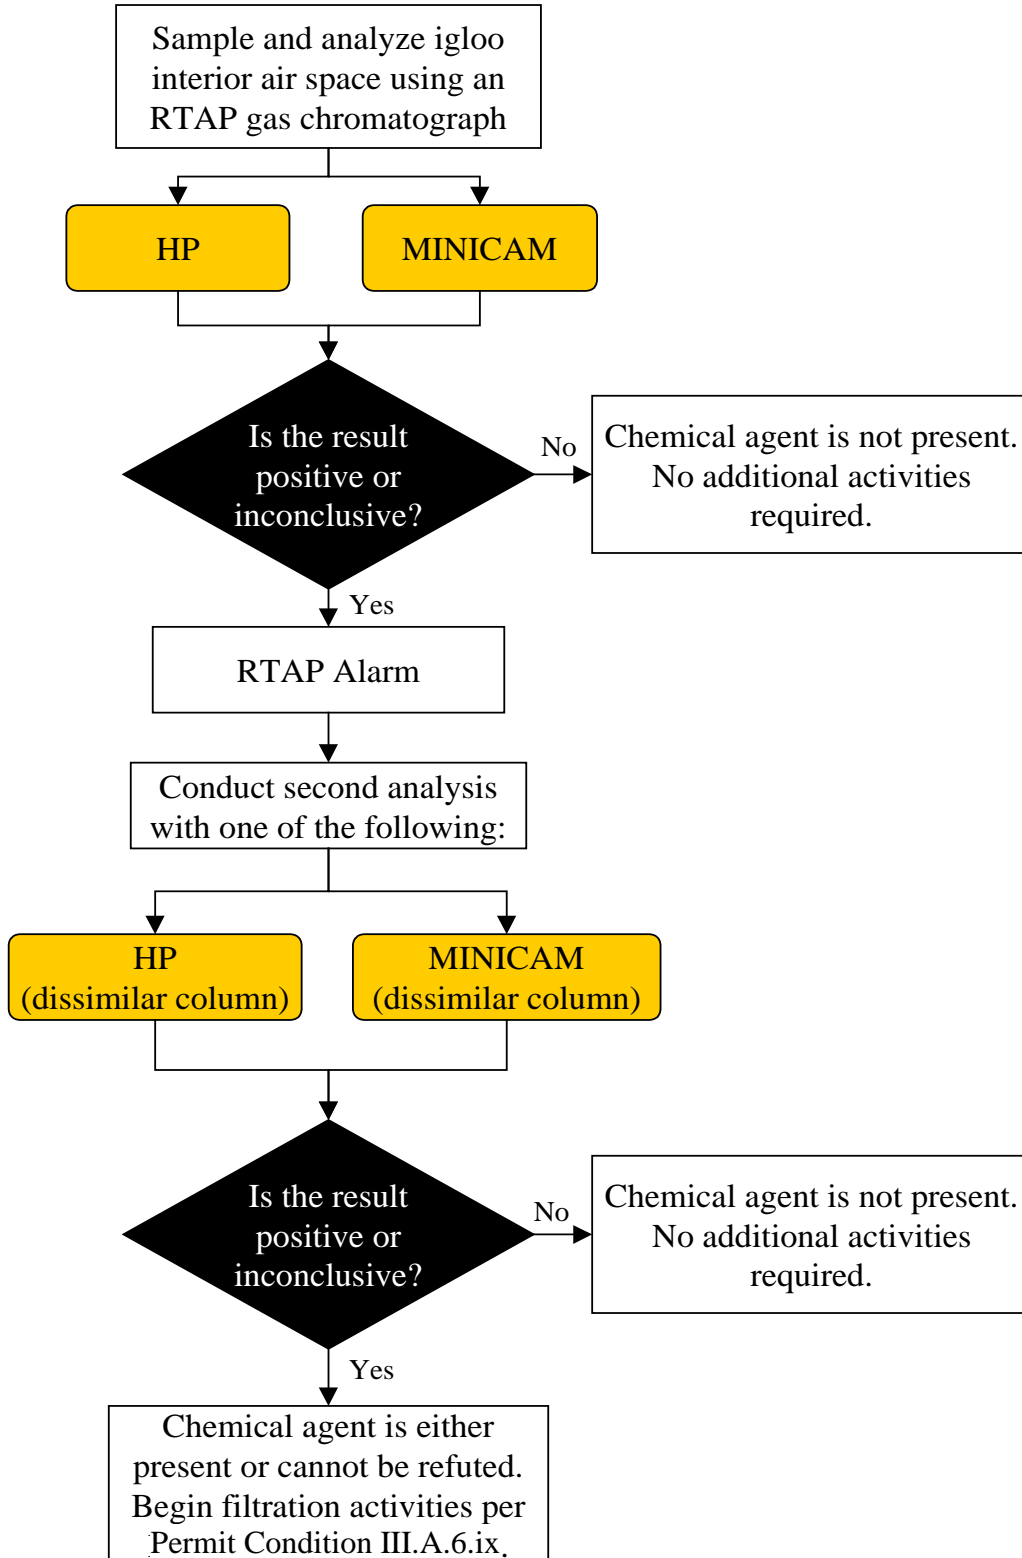 Sample and analyze igloo
interior air space using an
RTAP gas chromatograph
HP
MINICAM
Is the result
positive or
inconclusive?
No
Chemical agent is not present.
No additional activities
required.
Yes
RTAP Alarm
Conduct second analysis
with one of the following:
HP
(dissimilar column)
MINICAM
(dissimilar column)
Is the result
positive or
inconclusive?
No
Chemical agent is not present.
No additional activities
required.
Yes
Chemical agent is either
present or cannot be refuted.
Begin filtration activities per
Permit Condition III.A.6.ix.